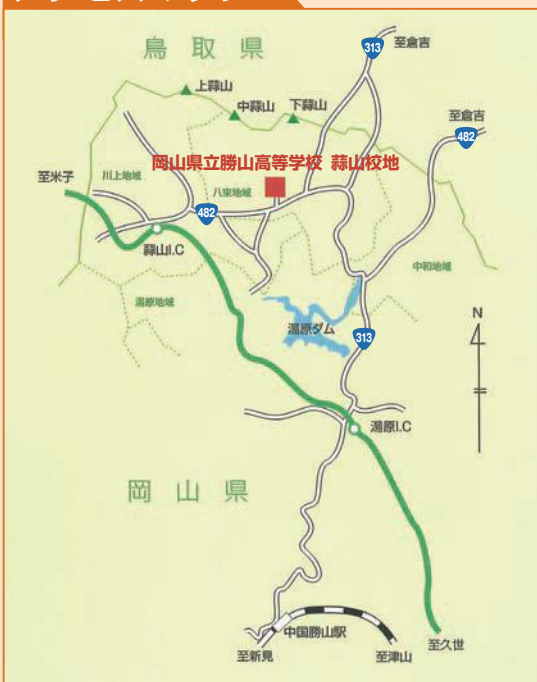 鳥取県
313
至倉吉
上蒜山
中蒜山
下蒜山
至倉吉
482
岡山県立勝山高等学校 蒜山校地
至米子
川上地域
八束地域
482
蒜山I.C
中和地域
湯原地域
湯原ダム
313
N
湯原I.C
岡山県
中国勝山駅
至新見
至津山
至久世